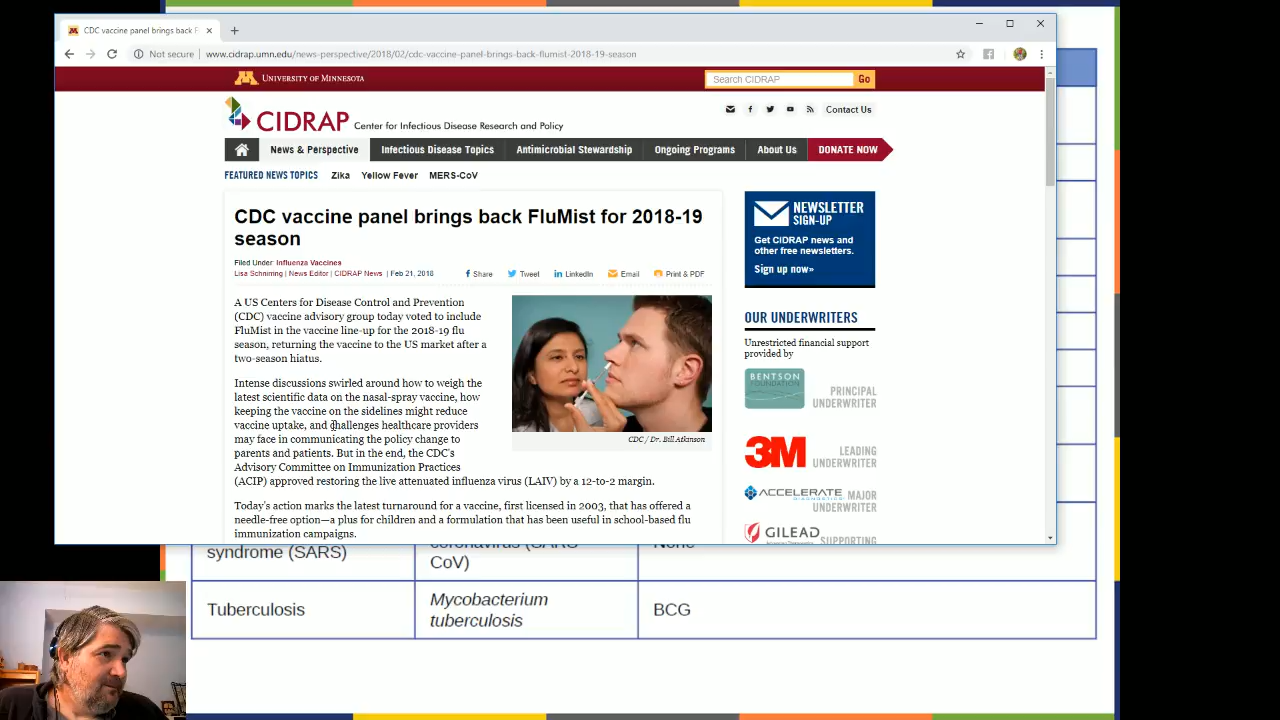 CDC vaccine panel brings back F
Not secure | www.cidrap.umn.edu/news-perspective/2018/02/cdc-vaccine-panel-brings-back-flumist-2018-19-season
UNIVERSITY OF MINNESOTA
Search CIDRAP
Go
CIDRAP Center for Infectious Disease Research and Policy
Contact Us
News & Perspective
Infectious Disease Topics
Antimicrobial Stewardship
Ongoing Programs
About Us
DONATE NOW
FEATURED NEWS TOPICS
Zika
Yellow Fever
MERS-CoV
CDC vaccine panel brings back FluMist for 2018-19
season
Filed Under: Influenza Vaccines
Lisa Schnirring | News Editor | CIDRAP News | Feb 21, 2018
Share
Tweet
LinkedIn
Email
Print & PDF
A US Centers for Disease Control and Prevention
(CDC) vaccine advisory group today voted to include
FluMist in the vaccine line-up for the 2018-19 flu
season, returning the vaccine to the US market after a
two-season hiatus.
Intense discussions swirled around how to weigh the
latest scientific data on the nasal-spray vaccine, how
keeping the vaccine on the sidelines might reduce
vaccine uptake, and challenges healthcare providers
may face in communicating the policy change to
parents and patients. But in the end, the CDC's
Advisory Committee on Immunization Practices
(ACIP) approved restoring the live attenuated influenza virus (LAIV) by a 12-to-2 margin.
CDC / Dr. Bill Atkinson
Today's action marks the latest turnaround for a vaccine, first licensed in 2003, that has offered a
needle-free option—a plus for children and a formulation that has been useful in school-based flu
immunization campaigns.
NEWSLETTER
SIGN-UP
Get CIDRAP news and
other free newsletters.
Sign up now»
OUR UNDERWRITERS
Unrestricted financial support
provided by
BENTSON
FOUNDATION
PRINCIPAL
UNDERWRITER
3M
LEADING
UNDERWRITER
ACCELERATE
DIAGNOSTICS
MAJOR
UNDERWRITER
GILEAD
SUPPORTING
syndrome (SARS)
coronavirus (SARS-
CoV)
None
Tuberculosis
Mycobacterium
tuberculosis
BCG